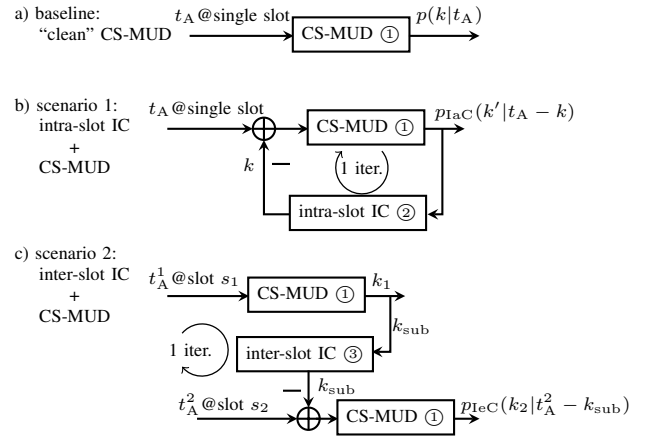 a) baseline: t_A@single slot p(k|t_A)
"clean" CS-MUD CS-MUD ①
b) scenario 1: t_A@single slot p_IaC(k′|t_A − k)
intra-slot IC CS-MUD ①
+
CS-MUD k − 1 iter.
intra-slot IC ②
c) scenario 2:
inter-slot IC t_A^1@slot s_1 k_1
+ CS-MUD ①
CS-MUD k_sub
1 iter. inter-slot IC ③
− k_sub
t_A^2@slot s_2 p_IeC(k_2|t_A^2 − k_sub)
CS-MUD ①